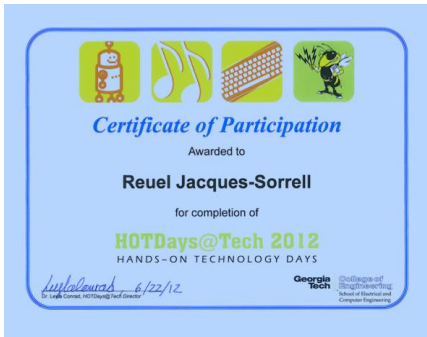 Certificate of Participation
Awarded to
Reuel Jacques-Sorrell
for completion of
HOTDays@Tech 2012
HANDS-ON TECHNOLOGY DAYS
Leyla Conrad, 6/22/12
Dr. Leyla Conrad, HOTDays@Tech Director
Georgia Tech
College of Engineering
School of Electrical and
Computer Engineering